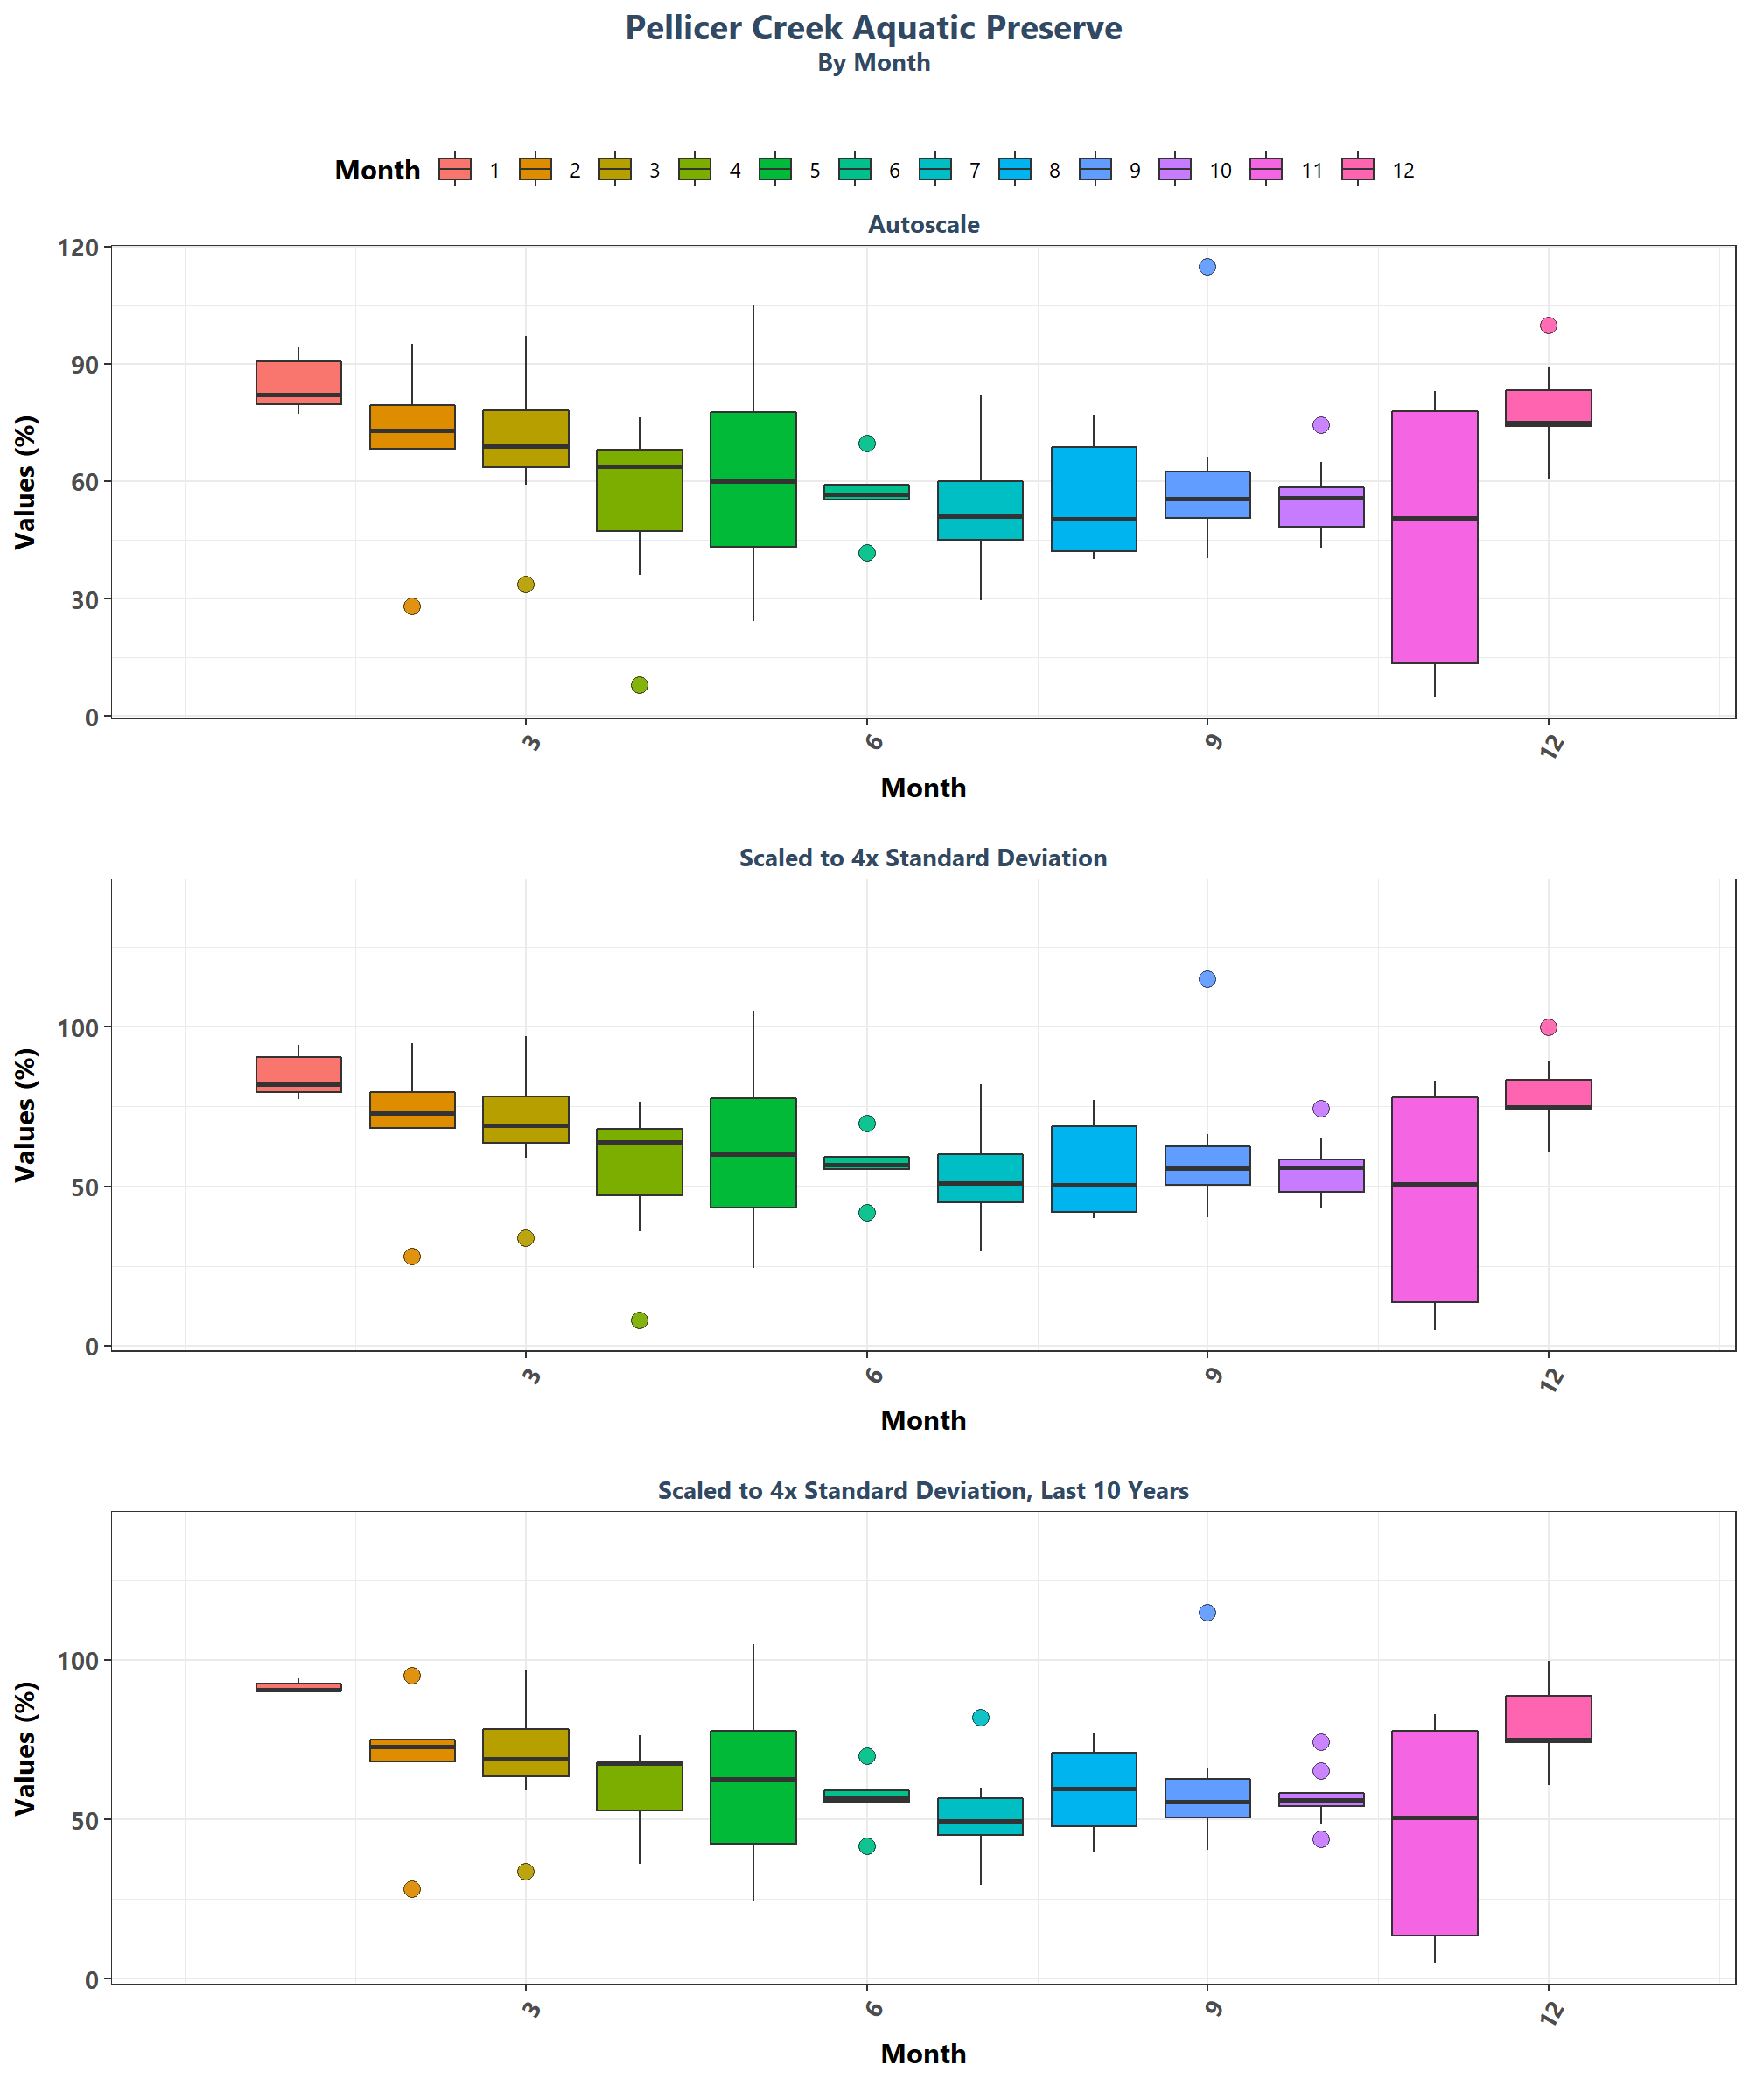 Pellicer Creek Aquatic Preserve
By Month
Month 1 2 3 4 5 6 7 8 9 10 11 12
Autoscale
Values (%)
120
90
60
30
0
3 6 9 12
Month
Scaled to 4x Standard Deviation
Values (%)
100
50
0
3 6 9 12
Month
Scaled to 4x Standard Deviation, Last 10 Years
Values (%)
100
50
0
3 6 9 12
Month